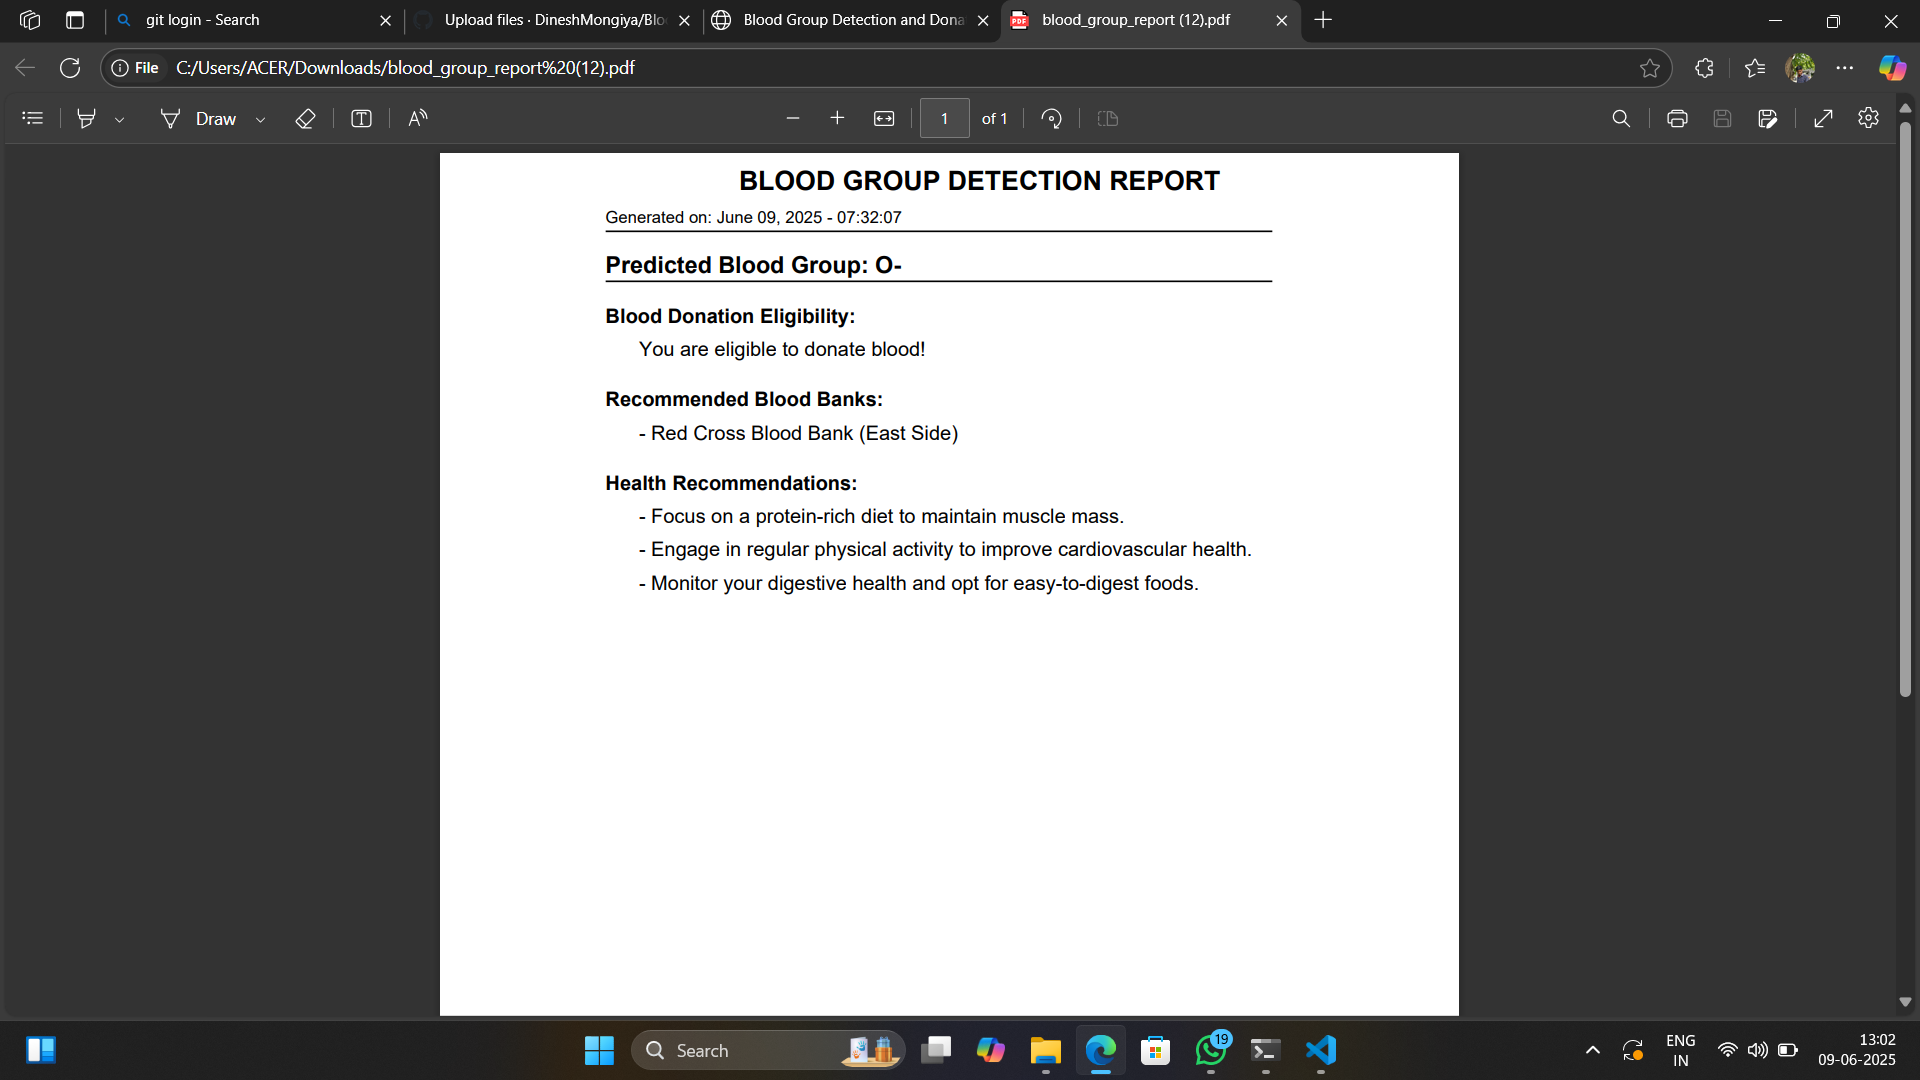 git login - Search
Upload files · DineshMongiya/Blo
Blood Group Detection and Dona
blood_group_report (12).pdf
File
C:/Users/ACER/Downloads/blood_group_report%20(12).pdf
Draw
1
of 1
BLOOD GROUP DETECTION REPORT
Generated on: June 09, 2025 - 07:32:07
Predicted Blood Group: O-
Blood Donation Eligibility:
You are eligible to donate blood!
Recommended Blood Banks:
- Red Cross Blood Bank (East Side)
Health Recommendations:
- Focus on a protein-rich diet to maintain muscle mass.
- Engage in regular physical activity to improve cardiovascular health.
- Monitor your digestive health and opt for easy-to-digest foods.
Search
19
ENG
IN
13:02
09-06-2025